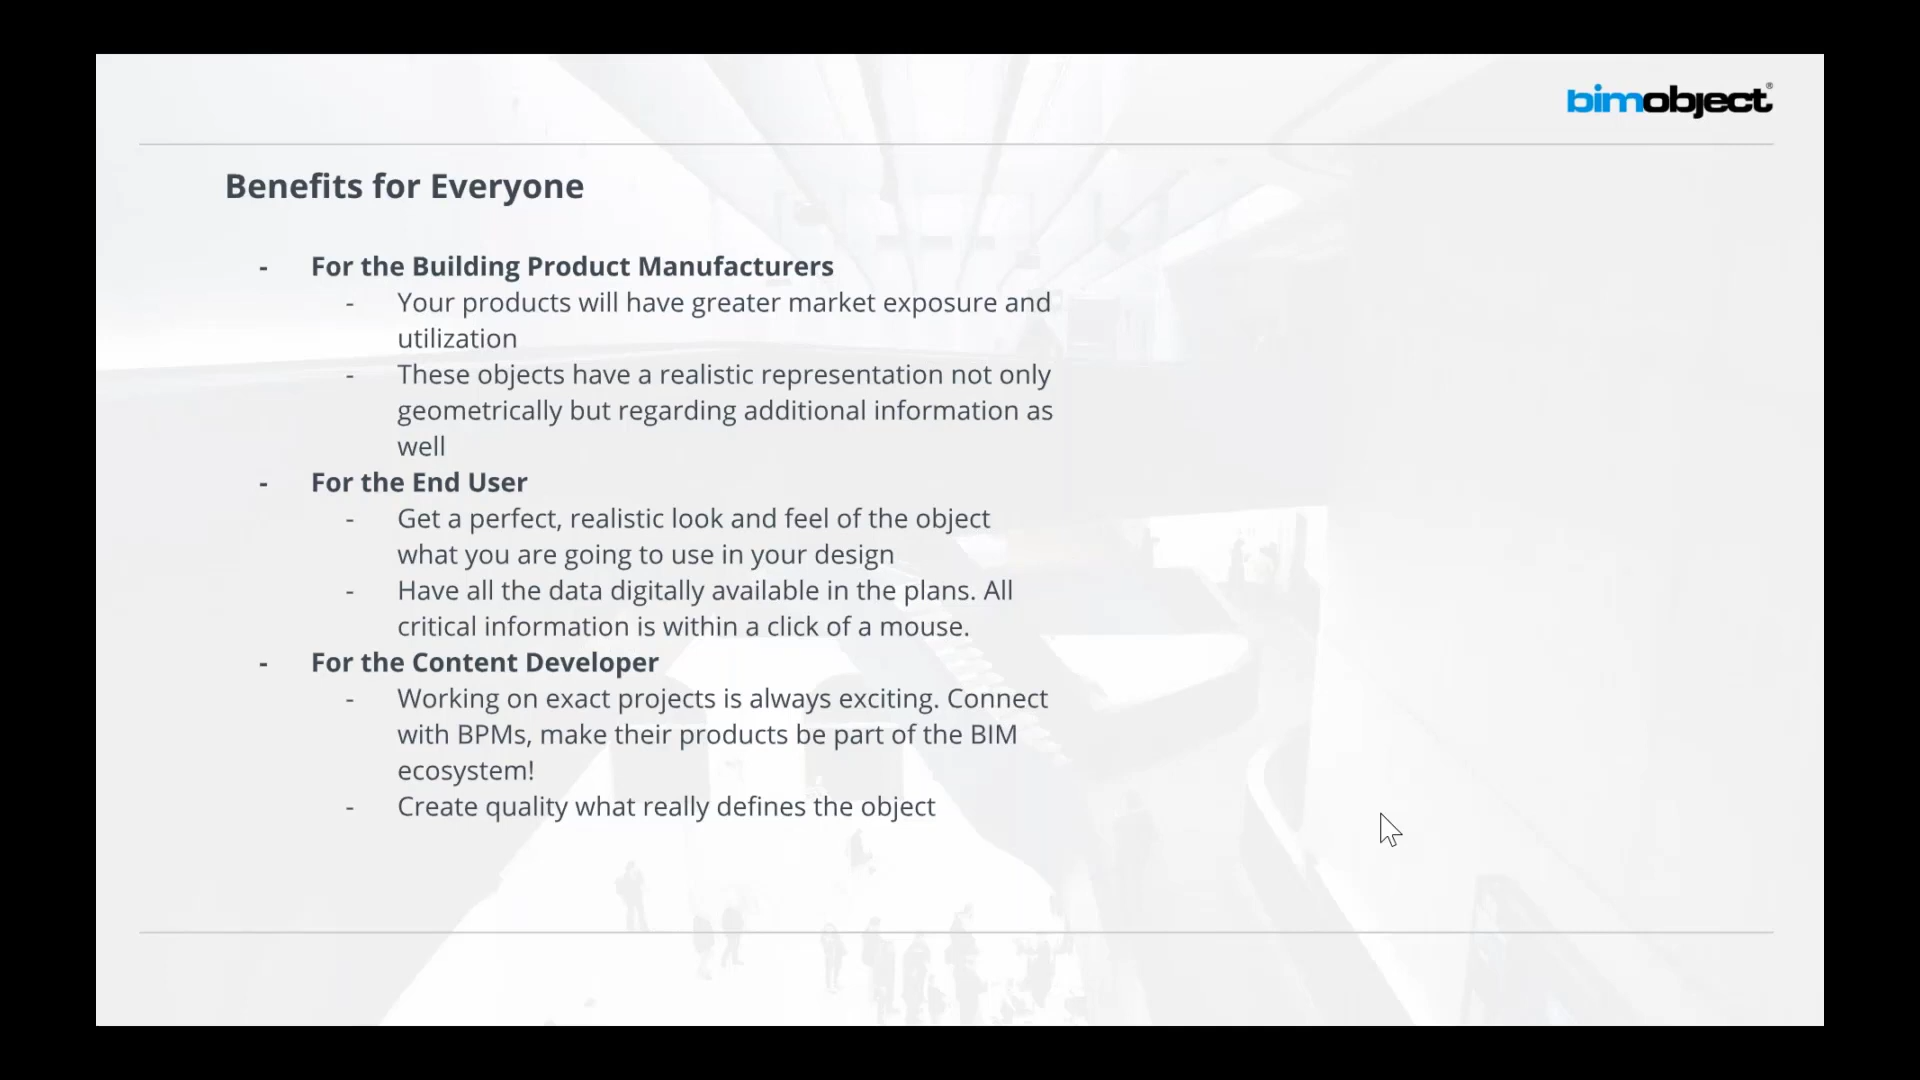 bimobject®
Benefits for Everyone
- For the Building Product Manufacturers
- Your products will have greater market exposure and
utilization
- These objects have a realistic representation not only
geometrically but regarding additional information as
well
- For the End User
- Get a perfect, realistic look and feel of the object
what you are going to use in your design
- Have all the data digitally available in the plans. All
critical information is within a click of a mouse.
- For the Content Developer
- Working on exact projects is always exciting. Connect
with BPMs, make their products be part of the BIM
ecosystem!
- Create quality what really defines the object